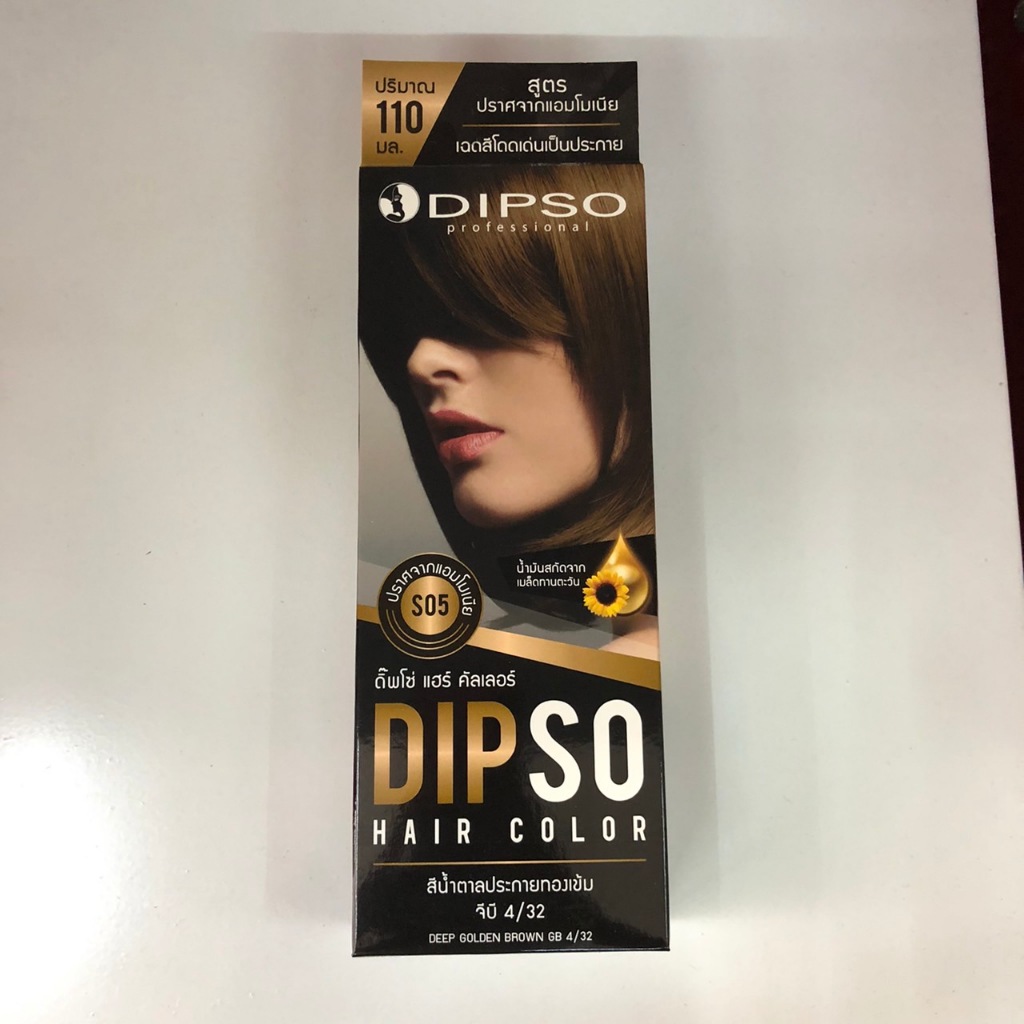 ปริมาณ
110
มล.
สูตร
ปราศจากแอมโมเนีย
เฉดสีโดดเด่นเป็นประกาย
DIPSO
professional
น้ำมันสกัดจาก
เมล็ดทานตะวัน
ปราศจากแอมโมเนีย
S05
ดิ๊พโซ่ แฮร์ คัลเลอร์
DIPSO
HAIR COLOR
สีน้ำตาลประกายทองเข้ม
จีบี 4/32
DEEP GOLDEN BROWN GB 4/32